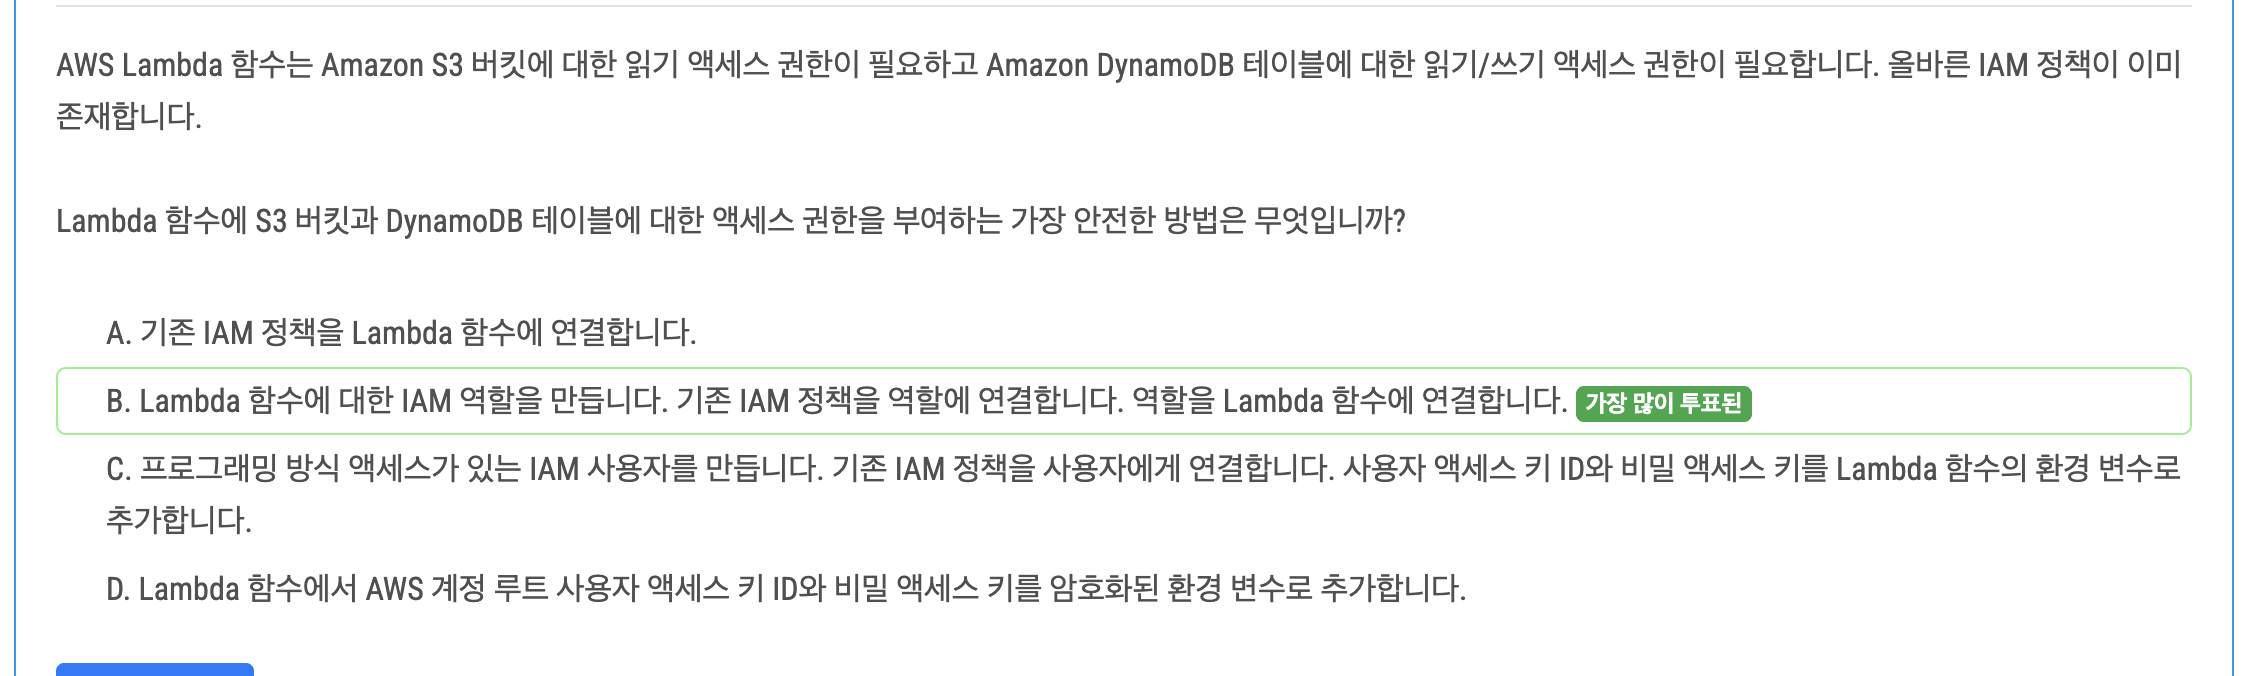 AWS Lambda 함수는 Amazon S3 버킷에 대한 읽기 액세스 권한이 필요하고 Amazon DynamoDB 테이블에 대한 읽기/쓰기 액세스 권한이 필요합니다. 올바른 IAM 정책이 이미
존재합니다.
Lambda 함수에 S3 버킷과 DynamoDB 테이블에 대한 액세스 권한을 부여하는 가장 안전한 방법은 무엇입니까?
A. 기존 IAM 정책을 Lambda 함수에 연결합니다.
B. Lambda 함수에 대한 IAM 역할을 만듭니다. 기존 IAM 정책을 역할에 연결합니다. 역할을 Lambda 함수에 연결합니다. 가장 많이 투표된
C. 프로그래밍 방식 액세스가 있는 IAM 사용자를 만듭니다. 기존 IAM 정책을 사용자에게 연결합니다. 사용자 액세스 키 ID와 비밀 액세스 키를 Lambda 함수의 환경 변수로
추가합니다.
D. Lambda 함수에서 AWS 계정 루트 사용자 액세스 키 ID와 비밀 액세스 키를 암호화된 환경 변수로 추가합니다.